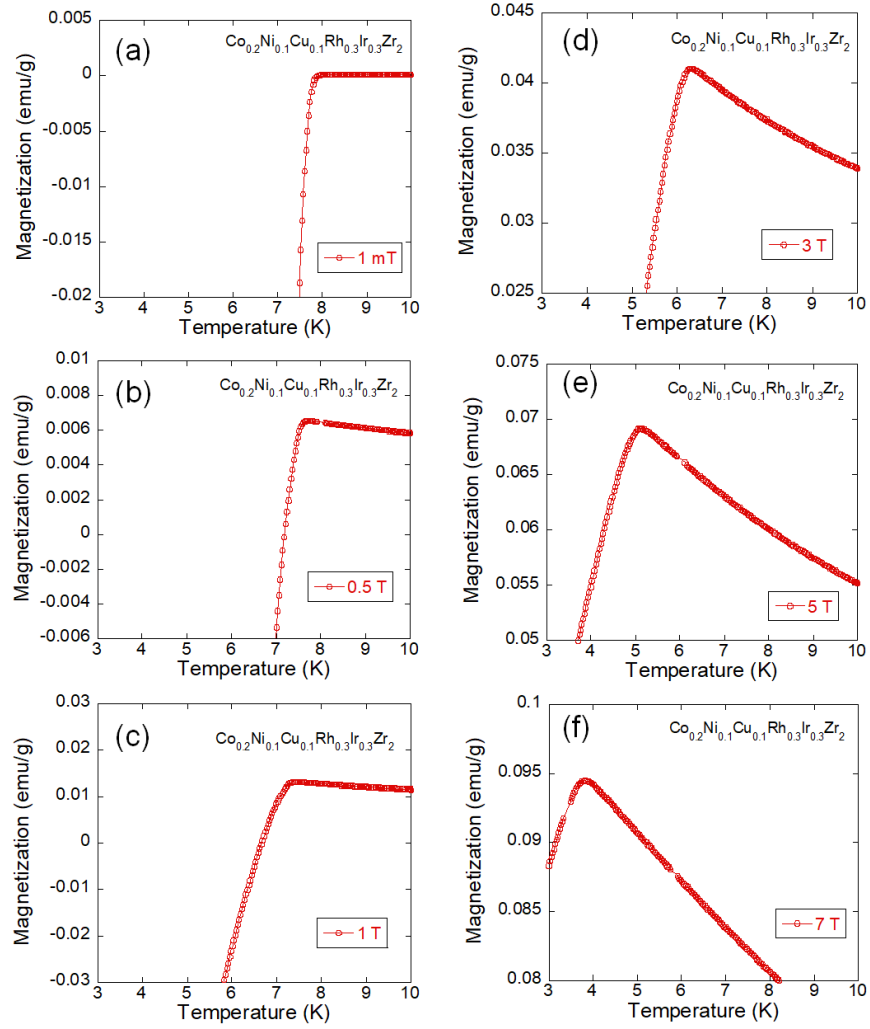 (a)
Co0.2Ni0.1Cu0.1Rh0.3Ir0.3Zr2
0.005
0
-0.005
-0.01
-0.015
-0.02
Magnetization (emu/g)
1 mT
3 4 5 6 7 8 9 10
Temperature (K)
(b)
Co0.2Ni0.1Cu0.1Rh0.3Ir0.3Zr2
0.01
0.008
0.006
0.004
0.002
0
-0.002
-0.004
-0.006
Magnetization (emu/g)
0.5 T
3 4 5 6 7 8 9 10
Temperature (K)
(c)
Co0.2Ni0.1Cu0.1Rh0.3Ir0.3Zr2
0.03
0.02
0.01
0
-0.01
-0.02
-0.03
Magnetization (emu/g)
1 T
3 4 5 6 7 8 9 10
Temperature (K)
(d)
Co0.2Ni0.1Cu0.1Rh0.3Ir0.3Zr2
0.045
0.04
0.035
0.03
0.025
Magnetization (emu/g)
3 T
3 4 5 6 7 8 9 10
Temperature (K)
(e)
Co0.2Ni0.1Cu0.1Rh0.3Ir0.3Zr2
0.075
0.07
0.065
0.06
0.055
0.05
Magnetization (emu/g)
5 T
3 4 5 6 7 8 9 10
Temperature (K)
(f)
Co0.2Ni0.1Cu0.1Rh0.3Ir0.3Zr2
0.1
0.095
0.09
0.085
0.08
Magnetization (emu/g)
7 T
3 4 5 6 7 8 9 10
Temperature (K)